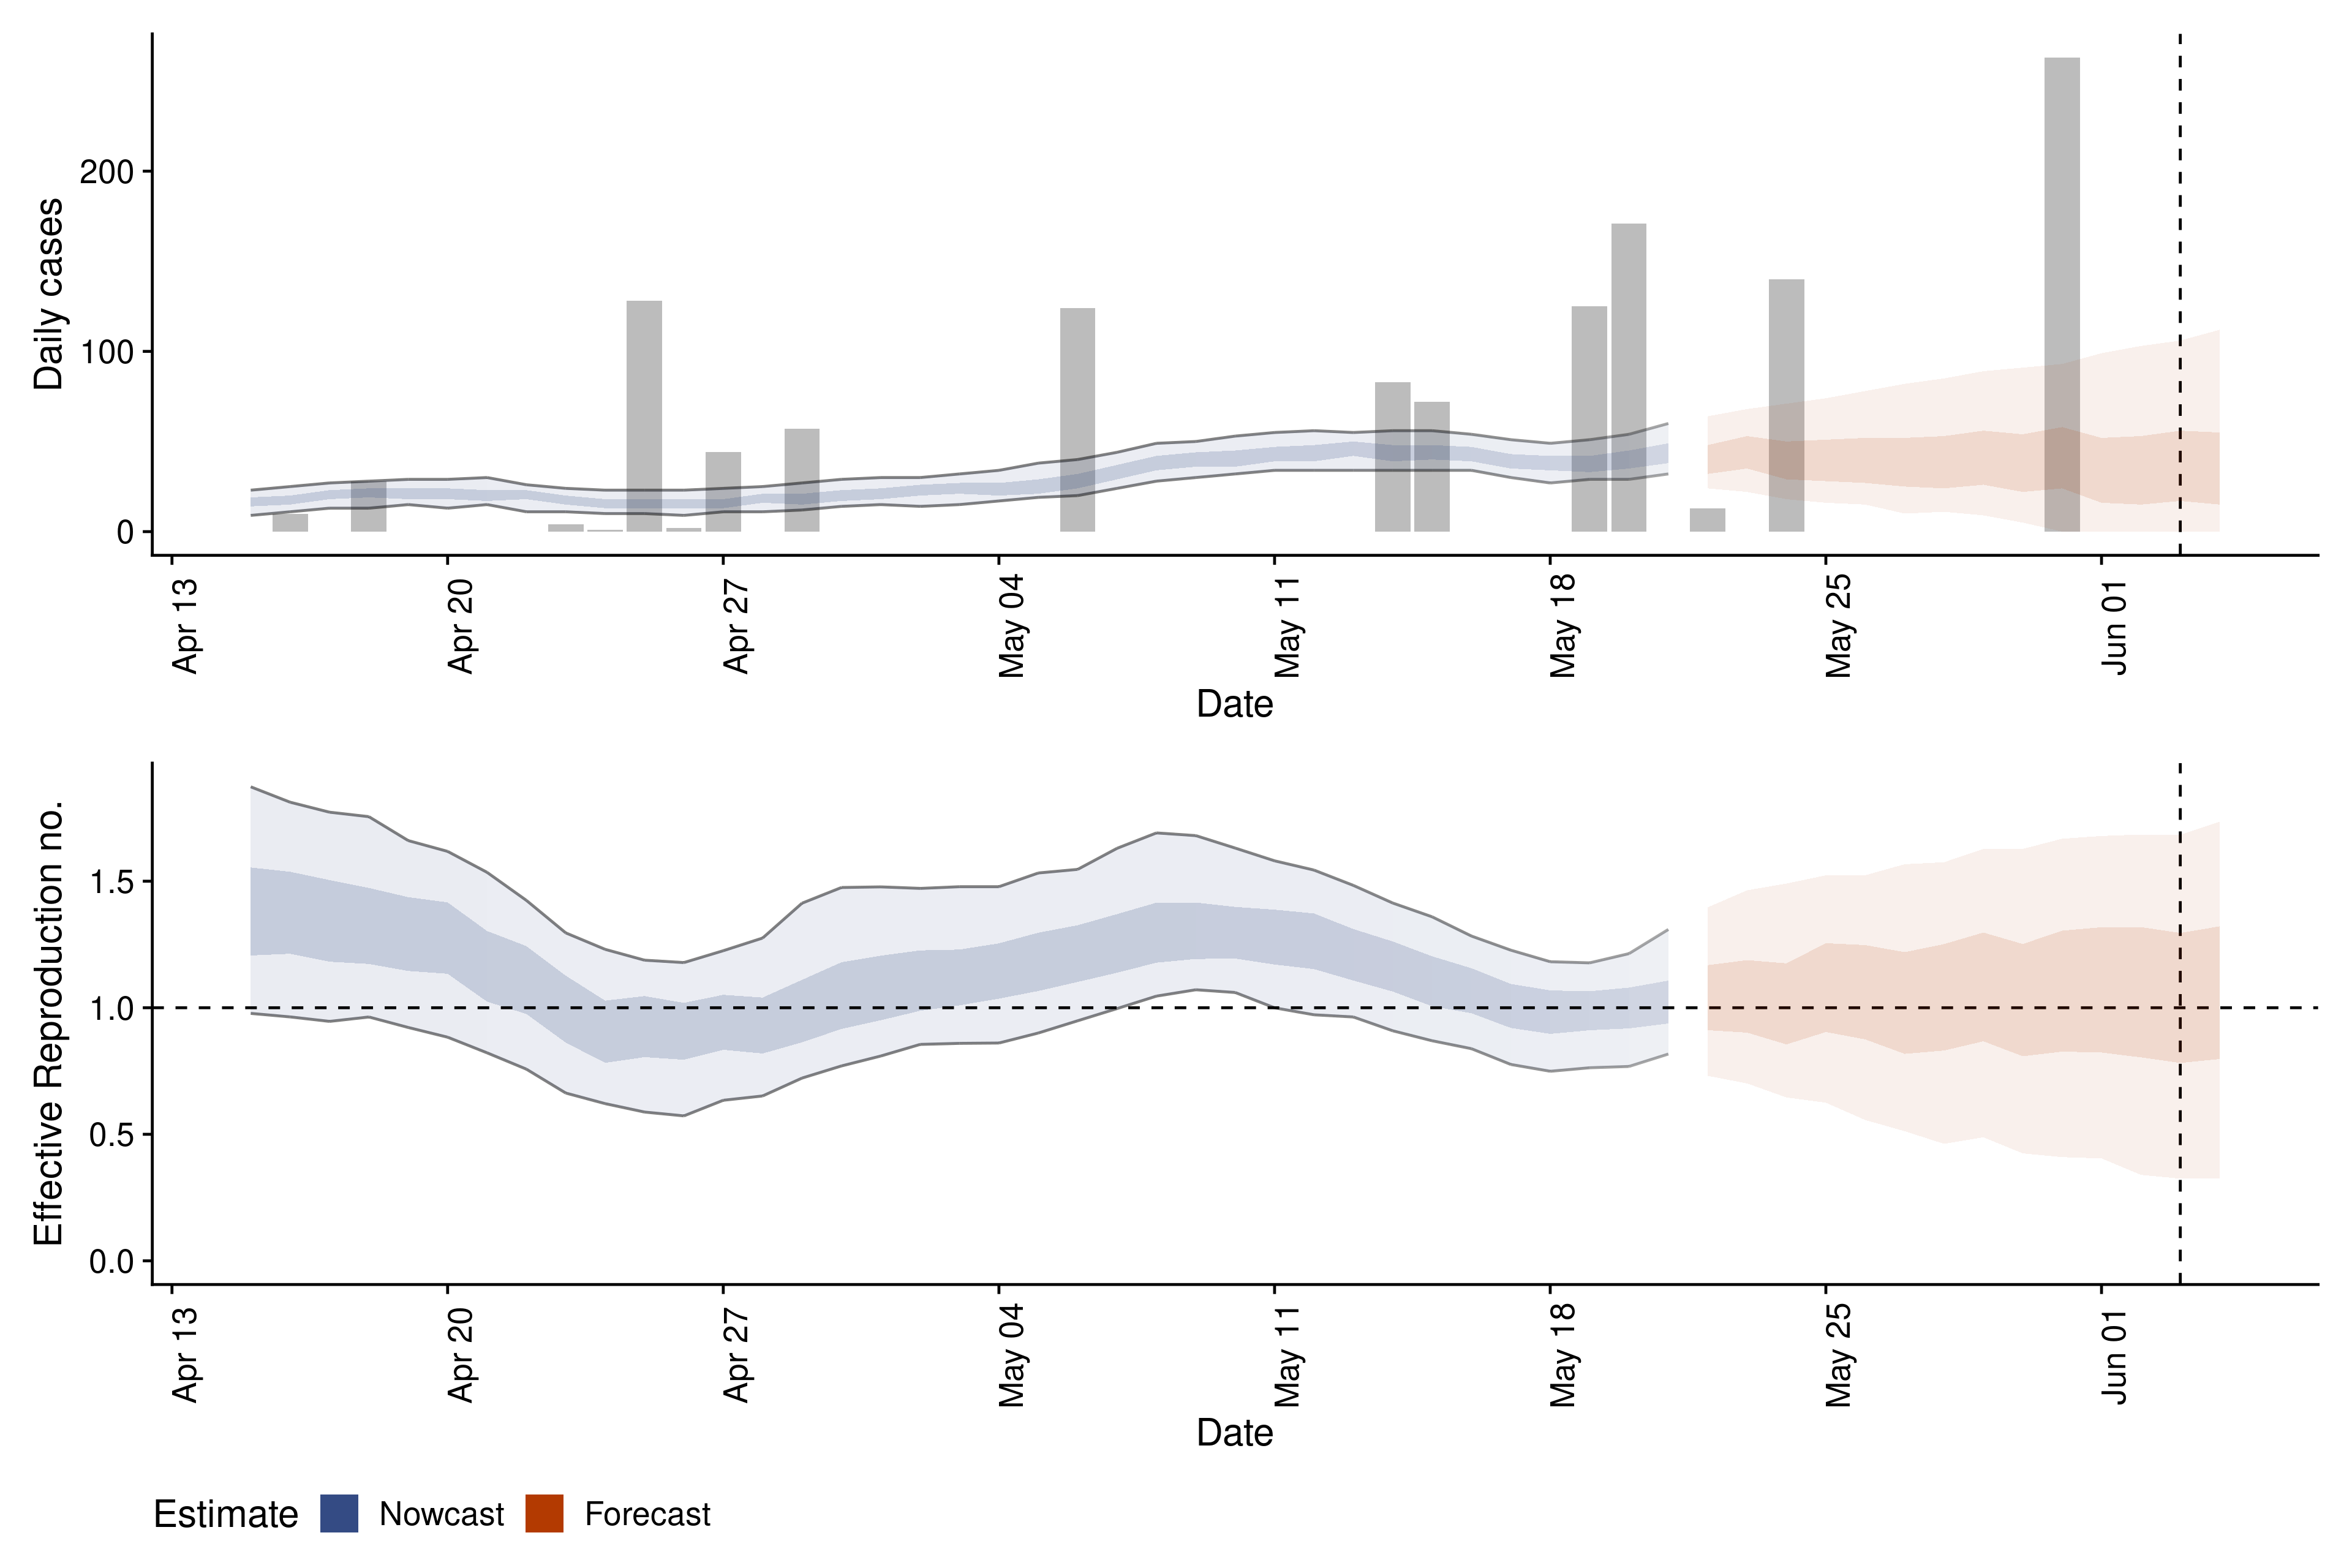 Daily cases
200
100
0
Apr 13
Apr 20
Apr 27
May 04
May 11
May 18
May 25
Jun 01
Date
Effective Reproduction no.
1.5
1.0
0.5
0.0
Apr 13
Apr 20
Apr 27
May 04
May 11
May 18
May 25
Jun 01
Date
Estimate Nowcast Forecast